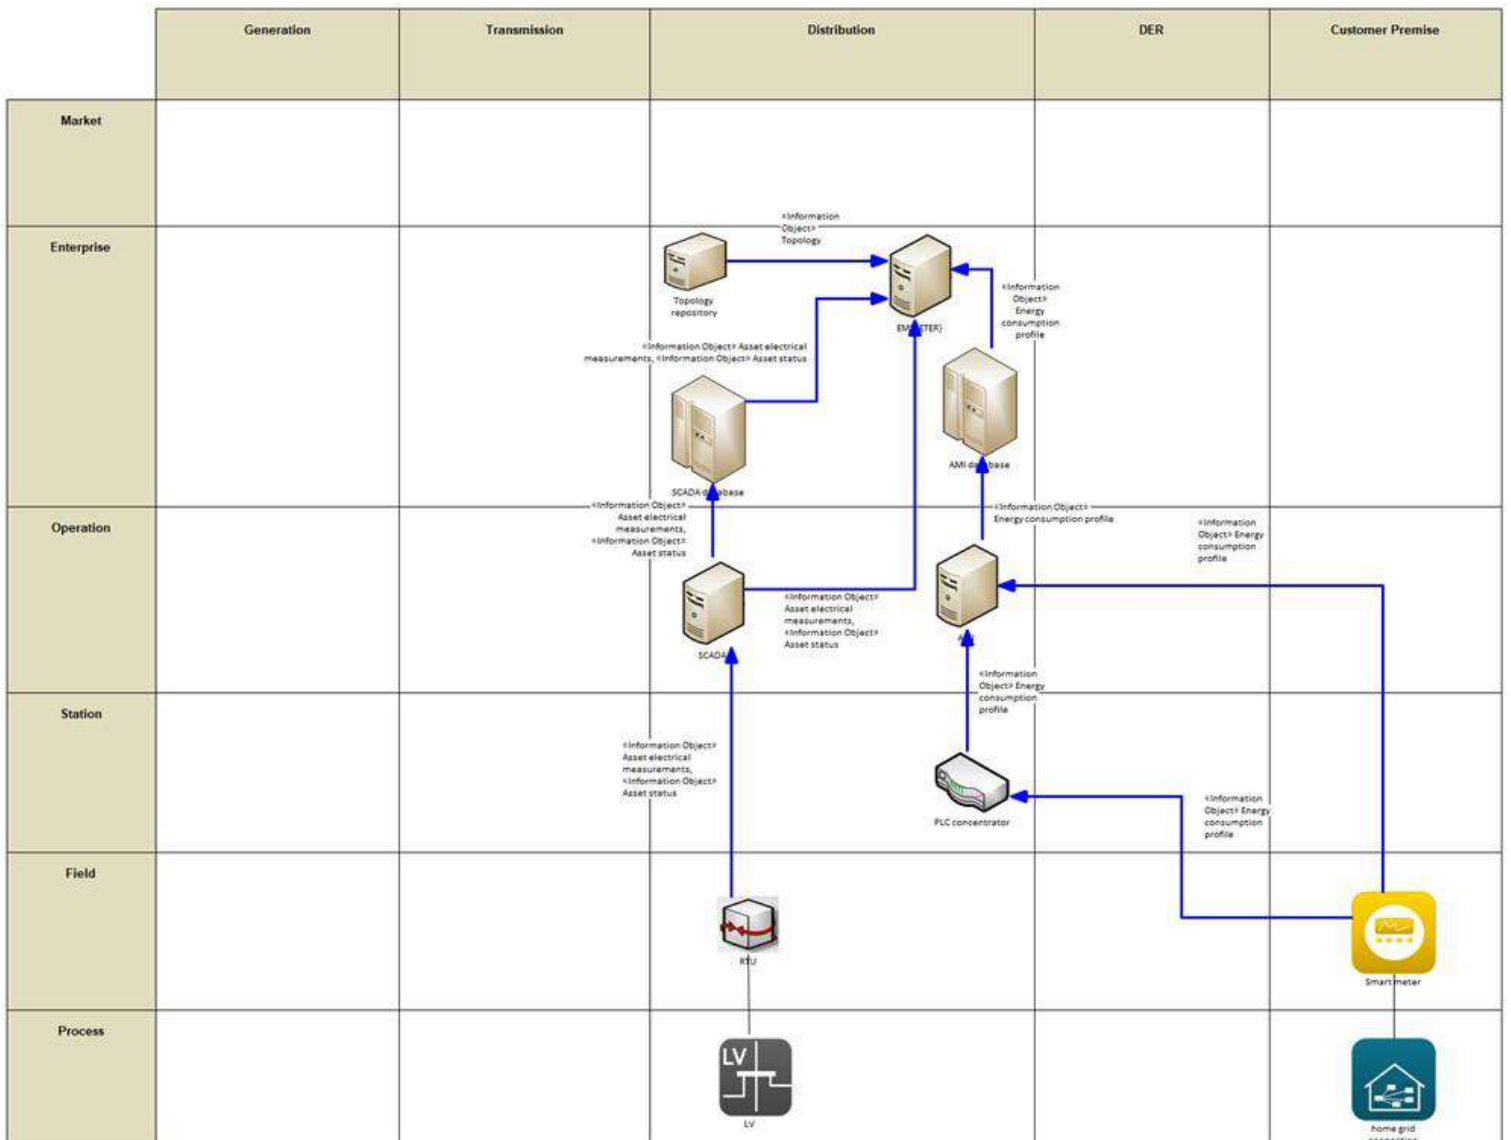 Generation
Transmission
Distribution
DER
Customer Premise
Market
Enterprise
«Information
Object»
Topology
Topology
repository
«Information
Object»
Energy
consumption
profile
«Information Object» Asset electrical
measurements, «Information Object» Asset status
AMI database
SCADA database
Operation
«Information Object»
Asset electrical
measurements,
«Information Object»
Asset status
«Information Object»
Energy consumption profile
«Information
Object» Energy
consumption
profile
«Information Object»
Asset electrical
measurements,
«Information Object»
Asset status
SCADA
«Information
Object» Energy
consumption
profile
Station
«Information Object»
Asset electrical
measurements,
«Information Object»
Asset status
PLC concentrator
«Information
Object» Energy
consumption
profile
Field
RTU
Smart meter
Process
LV
LV
home grid